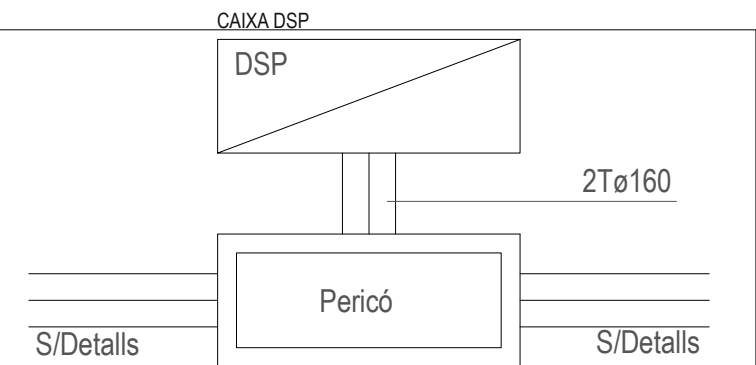 CAIXA DSP
DSP
2Tø160
Pericó
S/Detalls
S/Detalls